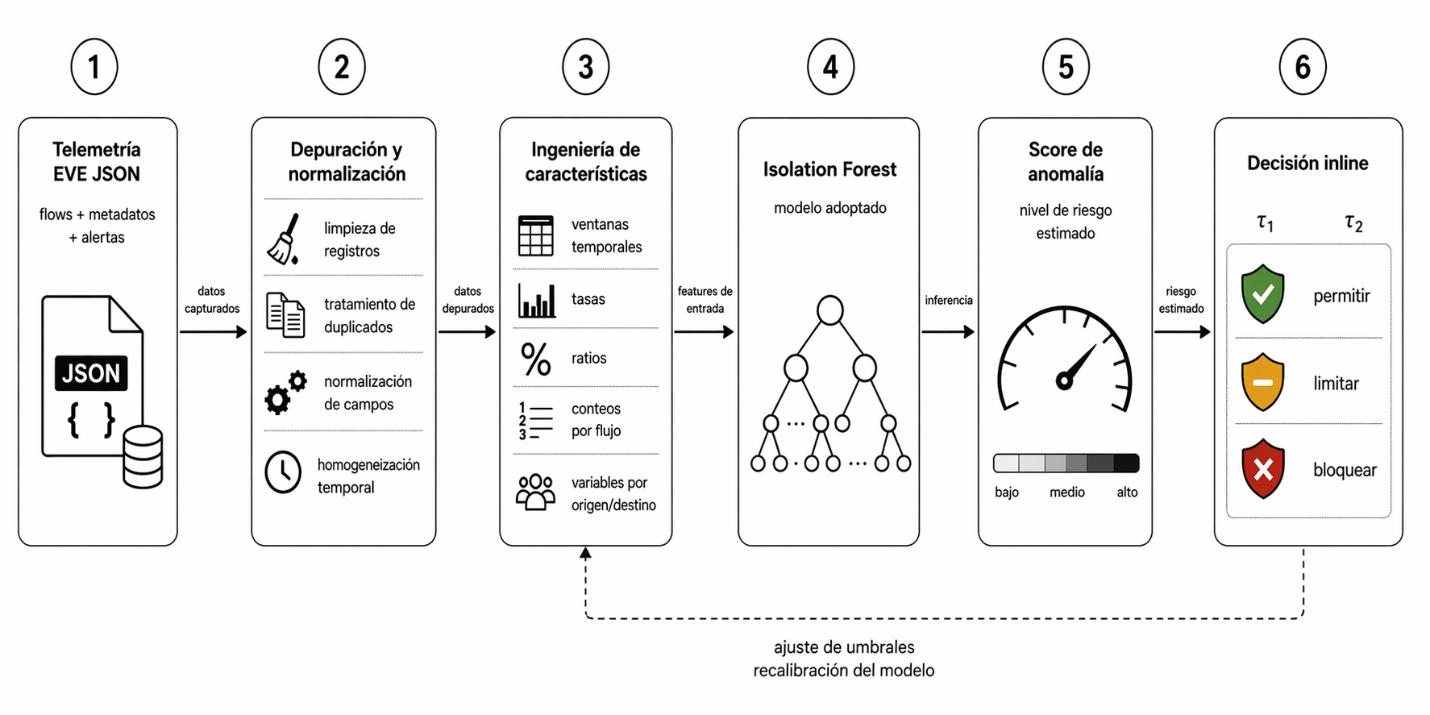 1
Telemetría
EVE JSON
flows + metadatos
+ alertas
JSON
{ }
datos
capturados
2
Depuración y
normalización
limpieza de
registros
tratamiento de
duplicados
normalización
de campos
homogeneización
temporal
datos
depurados
3
Ingeniería de
características
ventanas
temporales
tasas
%
ratios
1
2
3
conteos
por flujo
variables por
origen/destino
features de
entrada
4
Isolation Forest
modelo adoptado
inferencia
5
Score de
anomalía
nivel de riesgo
estimado
bajo medio alto
riesgo
estimado
6
Decisión inline
τ1 τ2
permitir
limitar
bloquear
ajuste de umbrales
recalibración del modelo